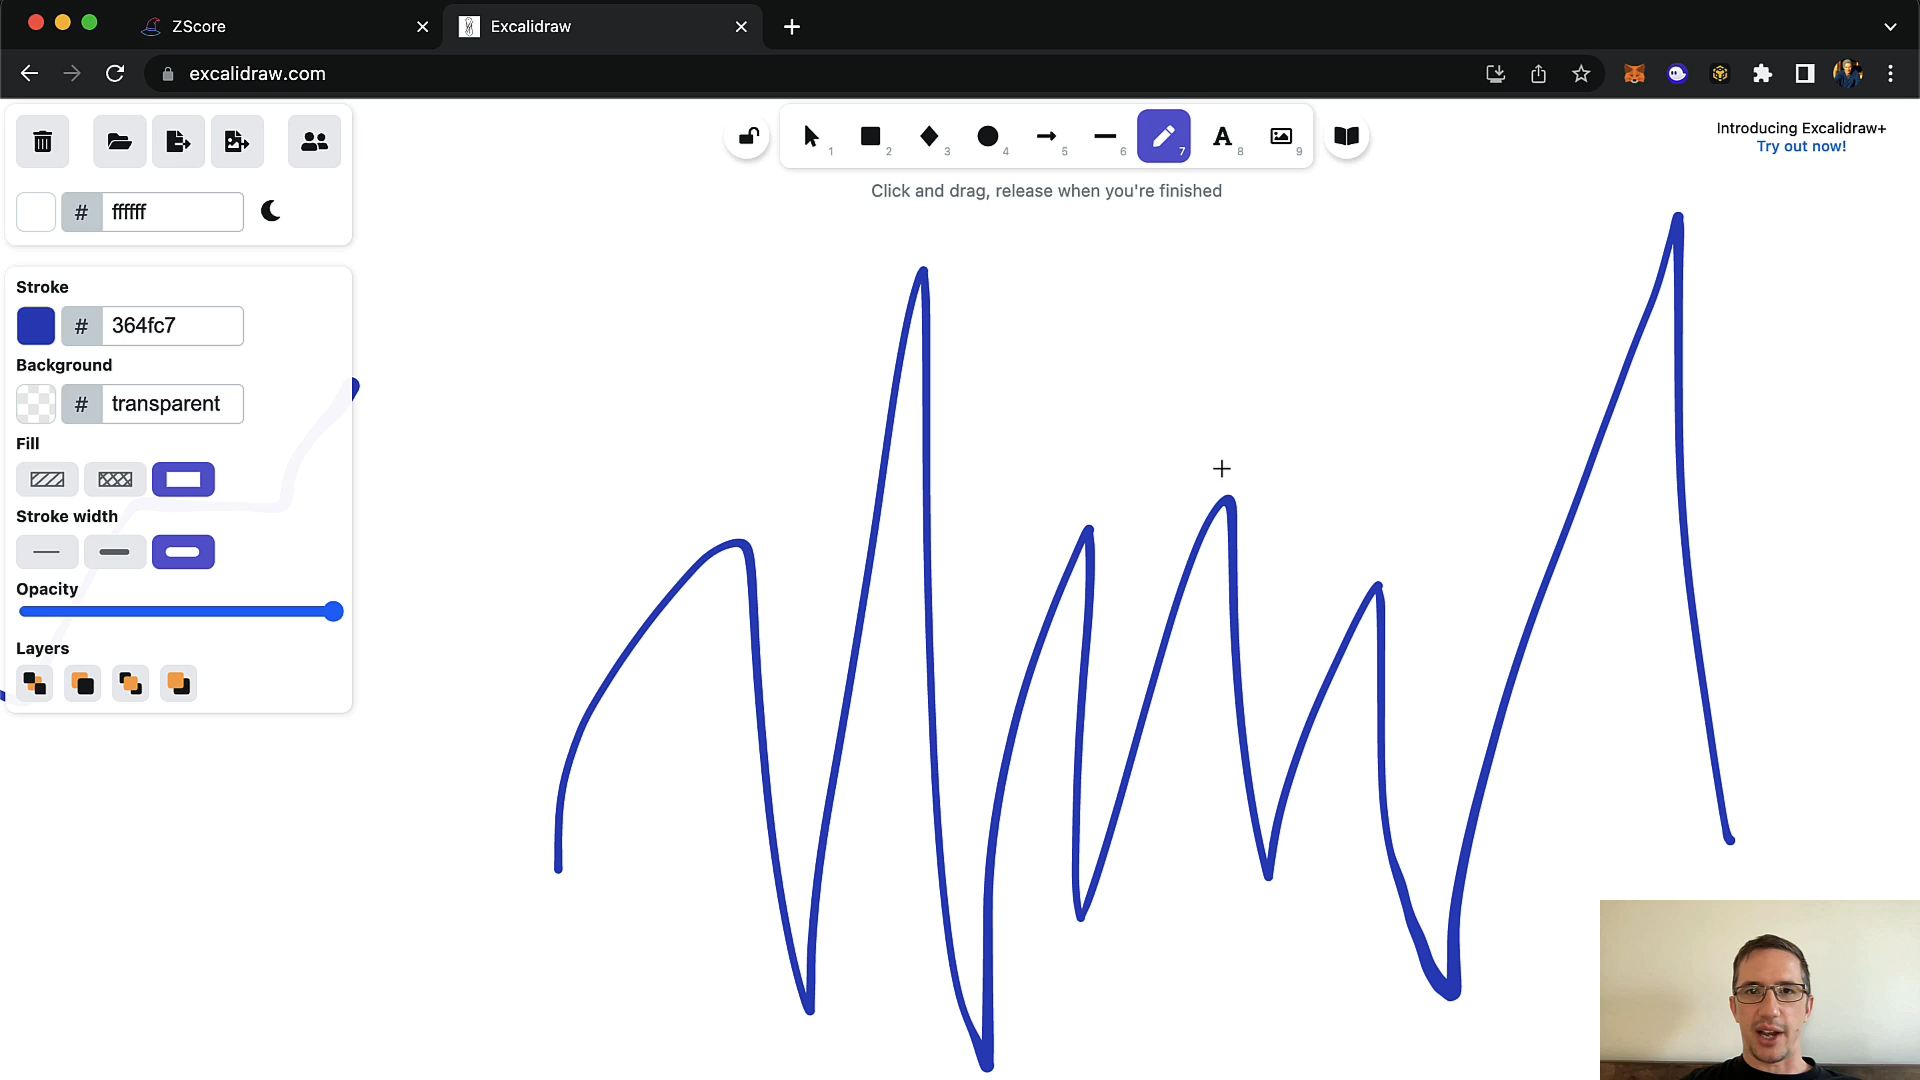 ZScore
Excalidraw
excalidraw.com
1
2
3
4
5
6
7
A
8
9
Introducing Excalidraw+
Try out now!
Click and drag, release when you're finished
# ffffff
Stroke
# 364fc7
Background
# transparent
Fill
Stroke width
Opacity
Layers